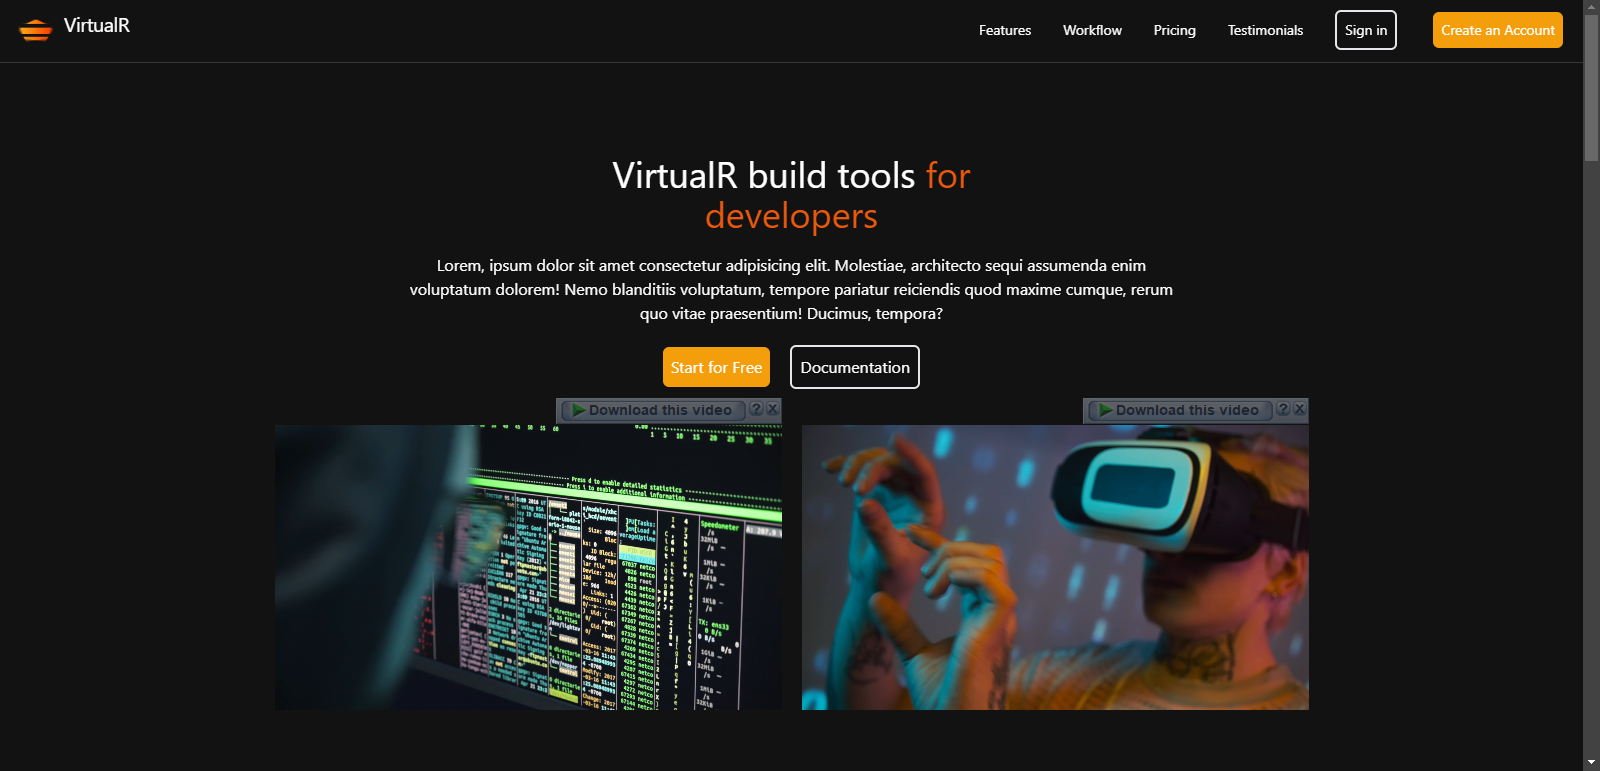 VirtualR
Features
Workflow
Pricing
Testimonials
Sign in
Create an Account
VirtualR build tools for
developers
Lorem, ipsum dolor sit amet consectetur adipisicing elit. Molestiae, architecto sequi assumenda enim
voluptatum dolorem! Nemo blanditiis voluptatum, tempore pariatur reiciendis quod maxime cumque, rerum
quo vitae praesentium! Ducimus, tempora?
Start for Free
Documentation
Download this video
Download this video
Press d to enable detailed statistics
Press i to enable additional information
Speedometer